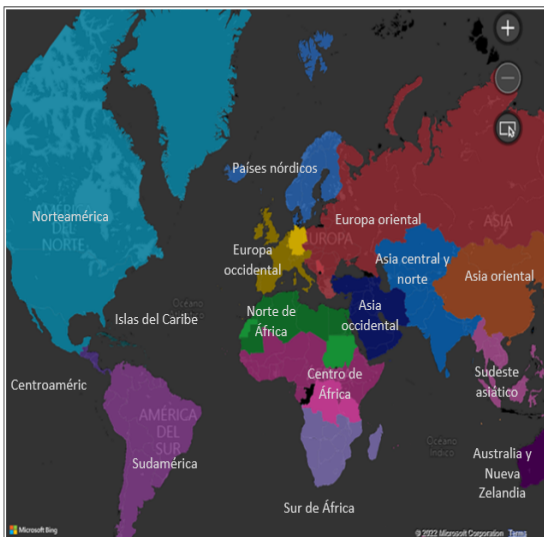 Países nórdicos
AMÉRICA
DEL
NORTE
Norteamérica
Europa oriental
EUROPA
ASIA
Europa
occidental
Asia central y
norte
Asia oriental
Océano
Islas del Caribe
Norte de
África
Asia
occidental
Centroaméric
Centro de
África
Sudeste
asiático
AMÉRICA
DEL
SUR
Sudamérica
Océano
Índico
Australia y
Nueva
Zelandia
Sur de África
Microsoft Bing
© 2022 Microsoft Corporation Terms